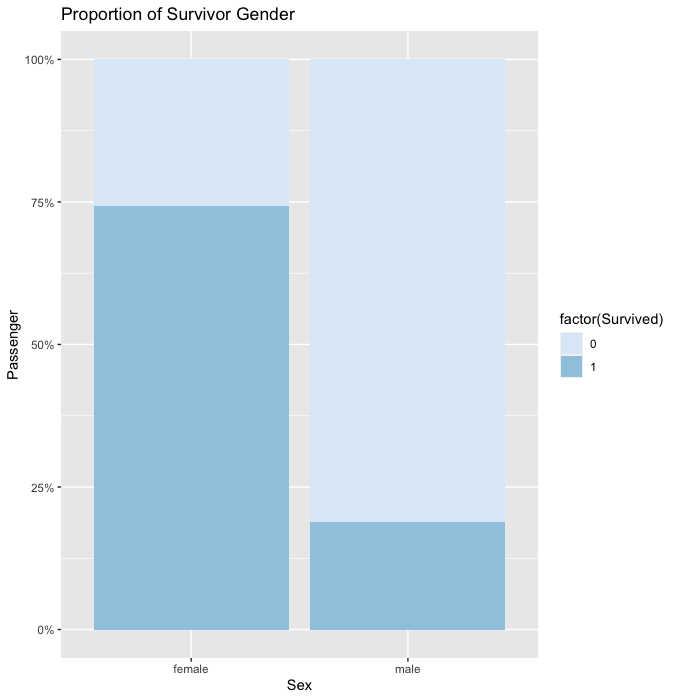 Proportion of Survivor Gender
100%
75%
50%
25%
0%
Passenger
female
male
Sex
factor(Survived)
0
1